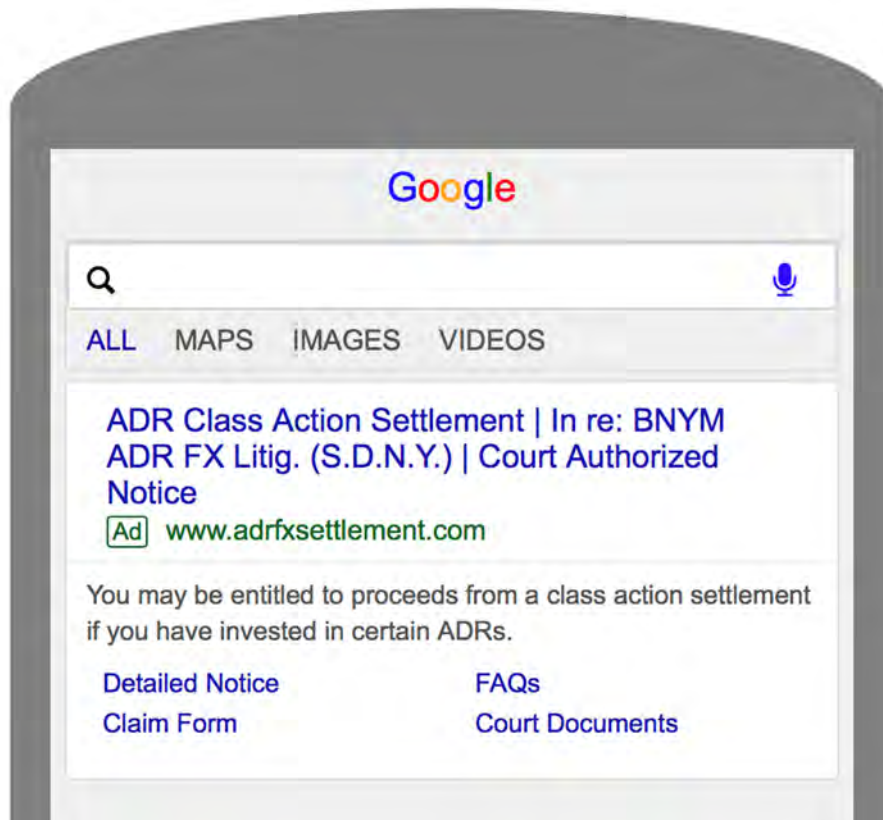 Google
ALL MAPS IMAGES VIDEOS
ADR Class Action Settlement | In re: BNYM
ADR FX Litig. (S.D.N.Y.) | Court Authorized
Notice
Ad www.adrfxsettlement.com
You may be entitled to proceeds from a class action settlement
if you have invested in certain ADRs.
Detailed Notice FAQs
Claim Form Court Documents